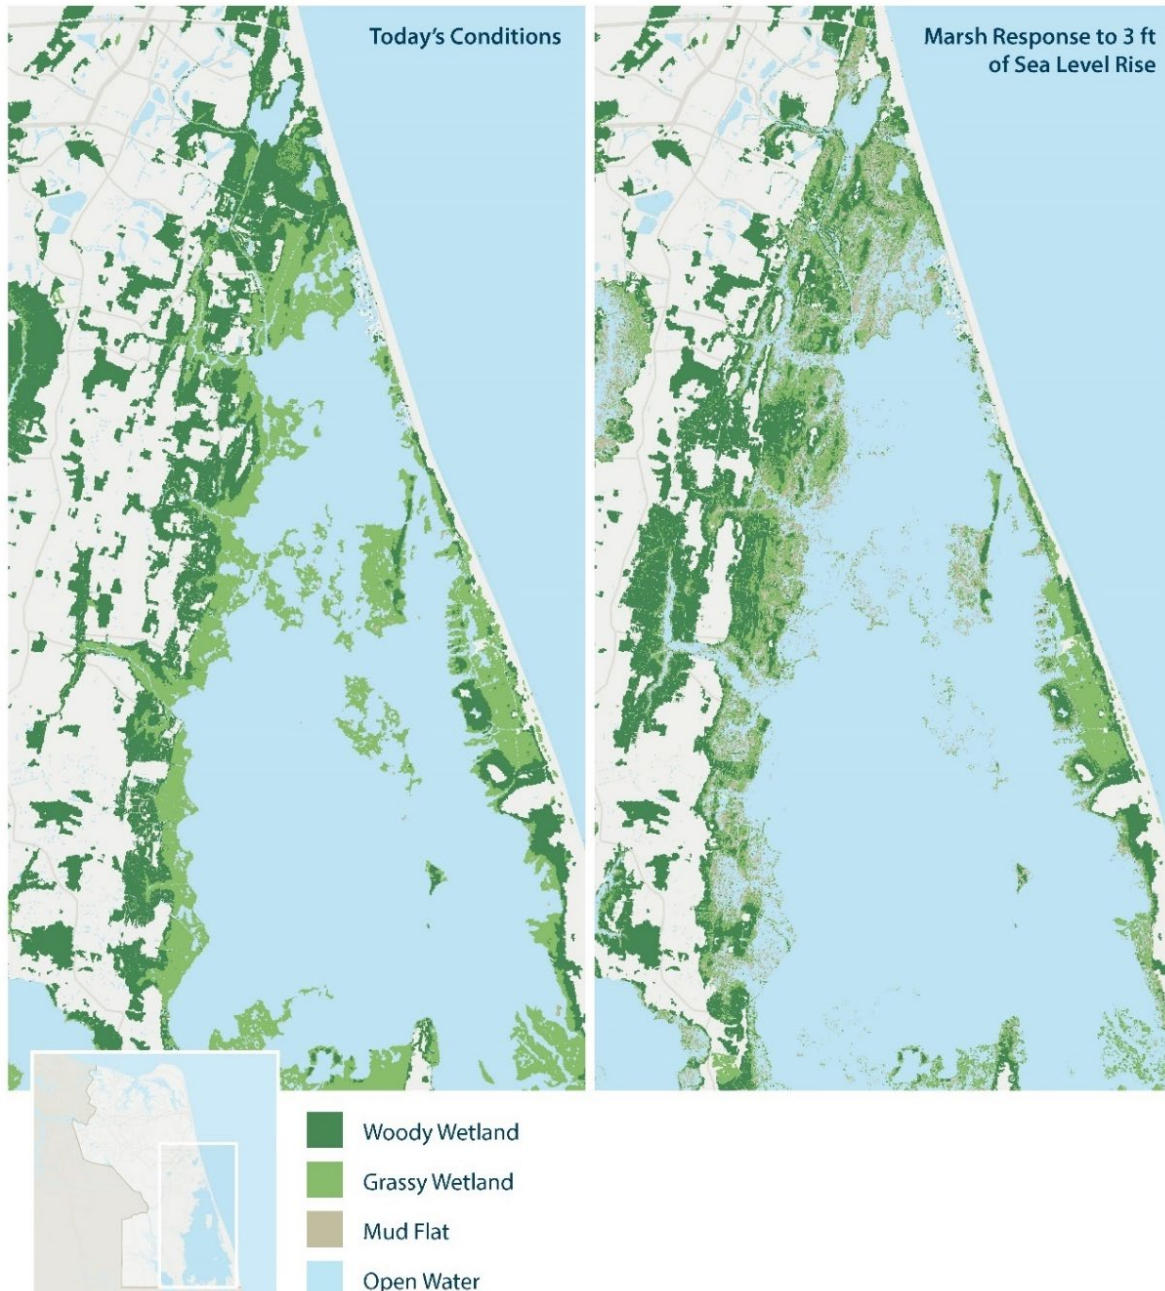 Today's Conditions
Marsh Response to 3 ft
of Sea Level Rise
Woody Wetland
Grassy Wetland
Mud Flat
Open Water